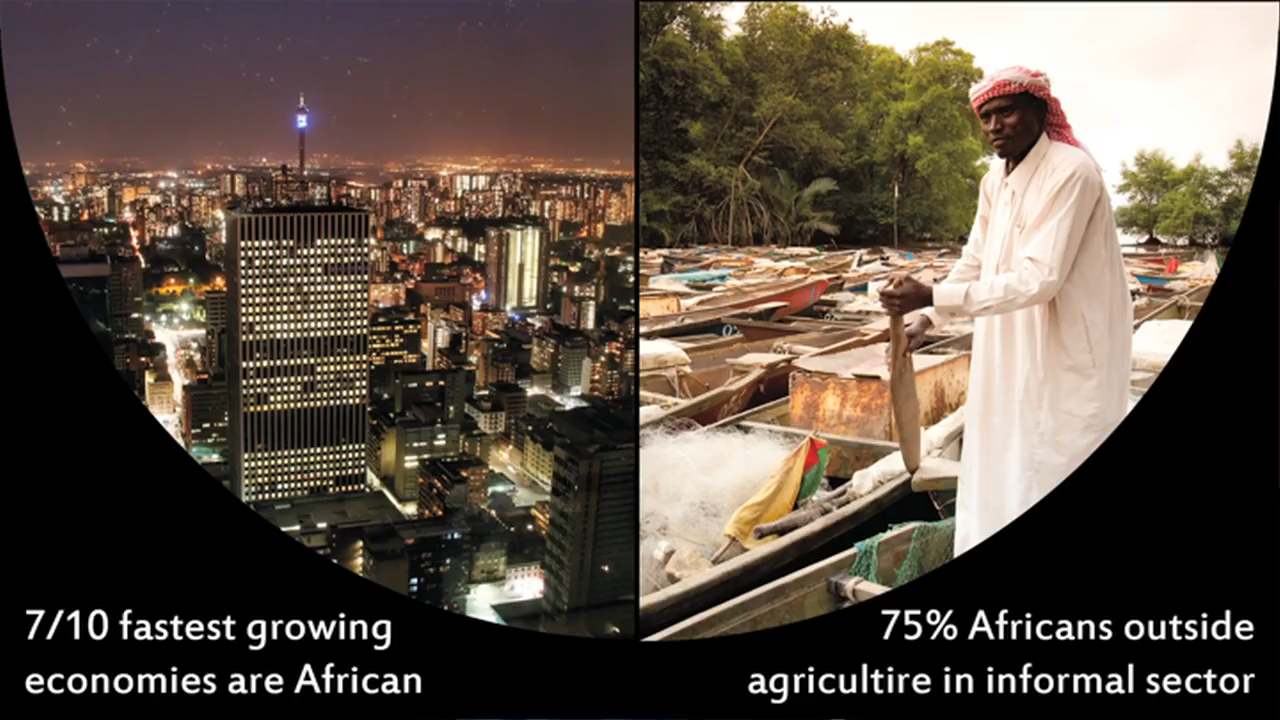 7/10 fastest growing
economies are African
75% Africans outside
agricultire in informal sector